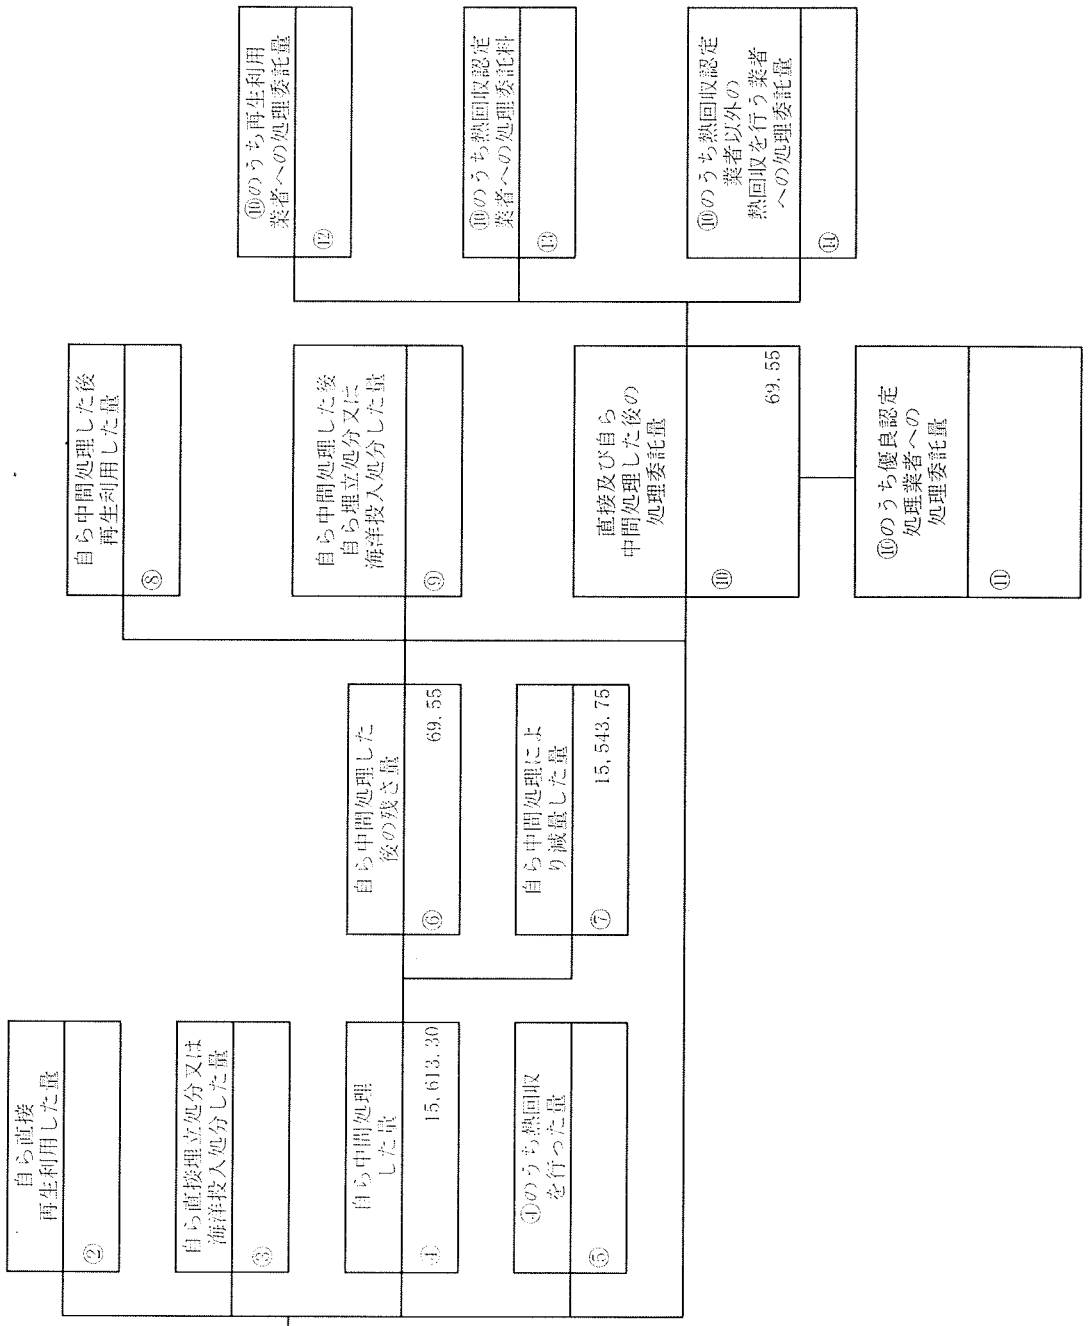 自ら直接
再生利用した量
②
自ら直接埋立処分又は
海洋投入処分した量
③
自ら中間処理
した量
④
15,613.30
④のうち熱回収
を行った量
⑤
自ら中間処理した
後の残さ量
⑥
69.55
自ら中間処理によ
り減量した量
⑦
15,543.75
自ら中間処理した後
再生利用した量
⑧
自ら中間処理した後
自ら埋立処分又は
海洋投入処分した量
⑨
直接及び自ら
中間処理した後の
処理委託量
⑩
69.55
⑩のうち優良認定
処理業者への
処理委託量
⑪
⑩のうち再生利用
業者への処理委託量
⑫
⑩のうち熱回収認定
業者への処理委託料
⑬
⑩のうち熱回収認定
業者以外の
熱回収を行う業者
への処理委託量
⑭